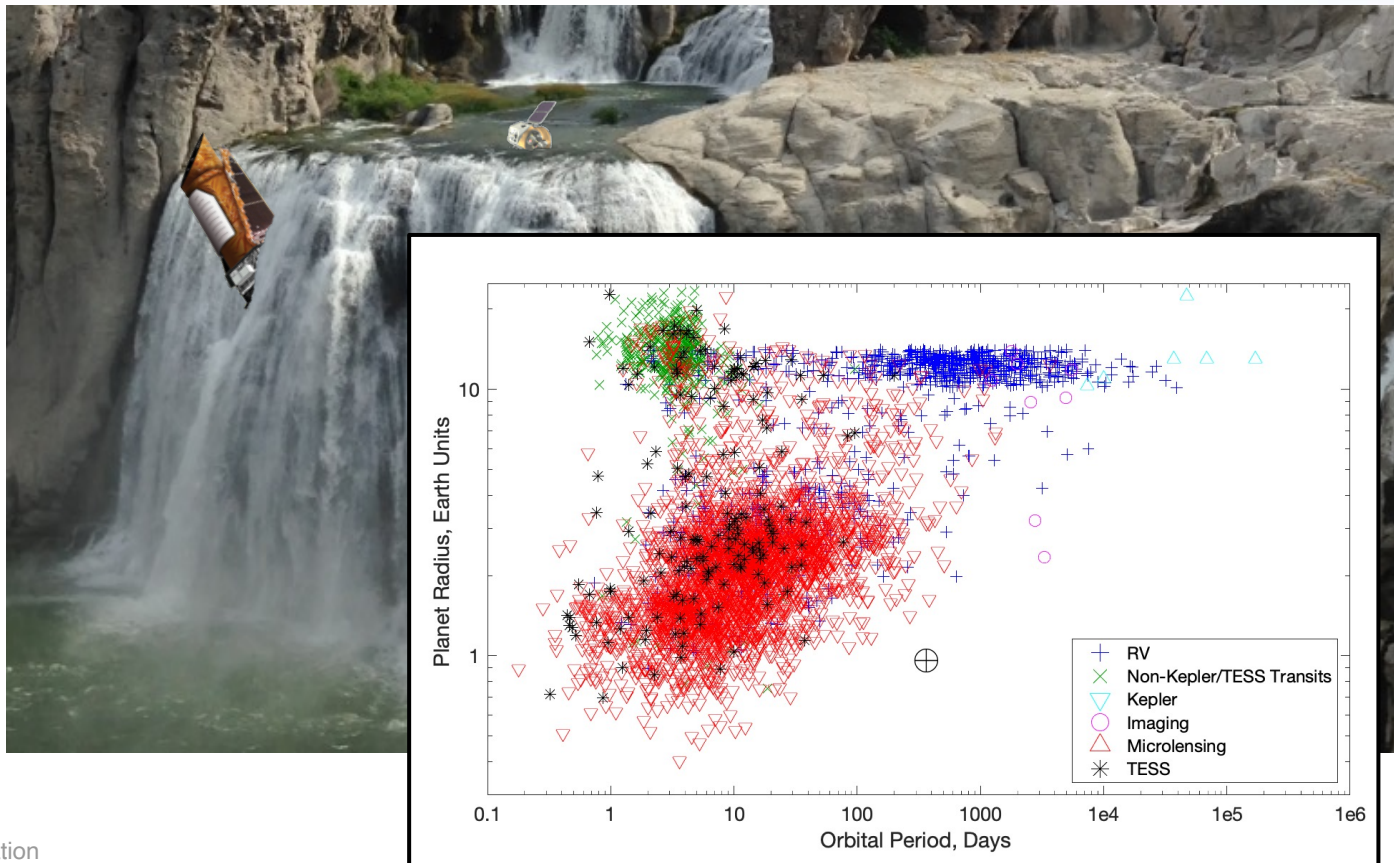 10
1
0.1
1
10
100
1000
1e4
1e5
1e6
Planet Radius, Earth Units
Orbital Period, Days
RV
Non-Kepler/TESS Transits
Kepler
Imaging
Microlensing
TESS